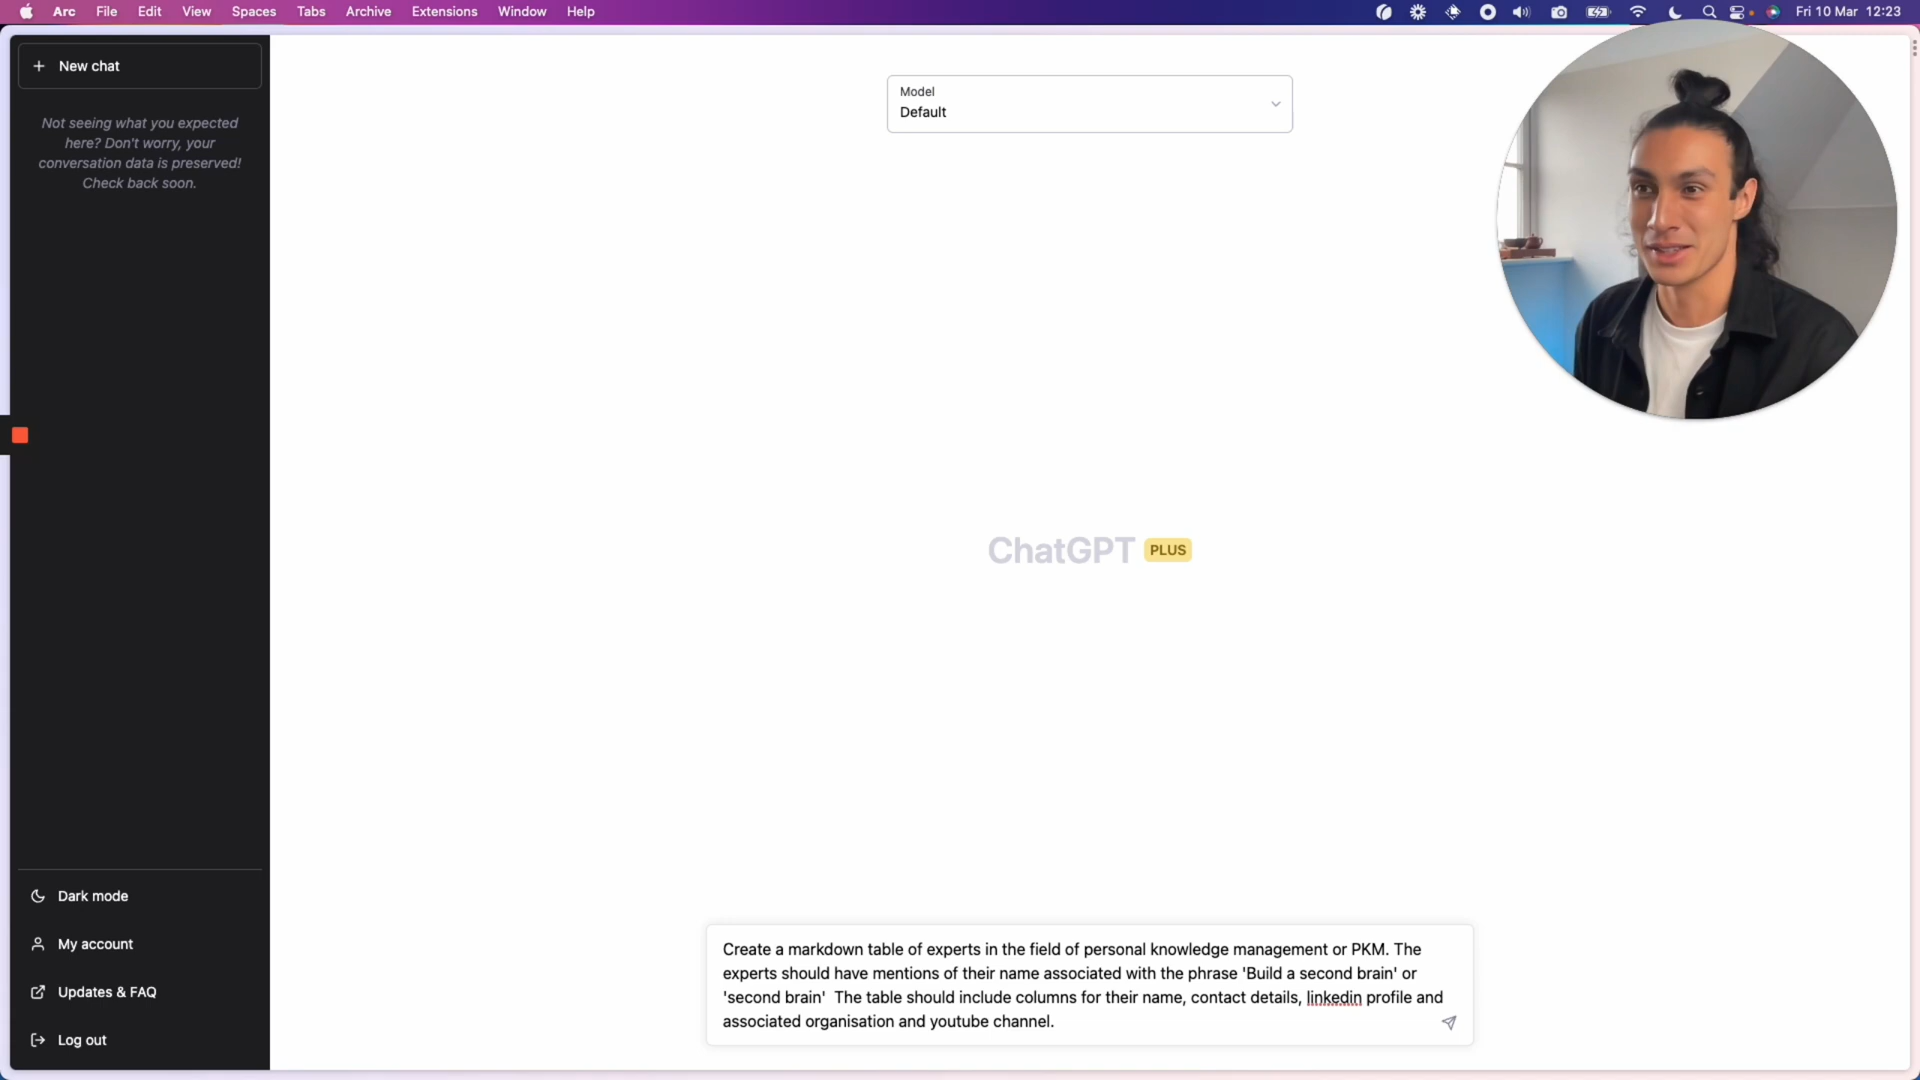 Arc File Edit View Spaces Tabs Archive Extensions Window Help Fri 10 Mar 12:23
New chat
Not seeing what you expected
here? Don't worry, your
conversation data is preserved!
Check back soon.
Model
Default
ChatGPT PLUS
Create a markdown table of experts in the field of personal knowledge management or PKM. The
experts should have mentions of their name associated with the phrase 'Build a second brain' or
'second brain'  The table should include columns for their name, contact details, linkedin profile and
associated organisation and youtube channel.
Dark mode
My account
Updates & FAQ
Log out